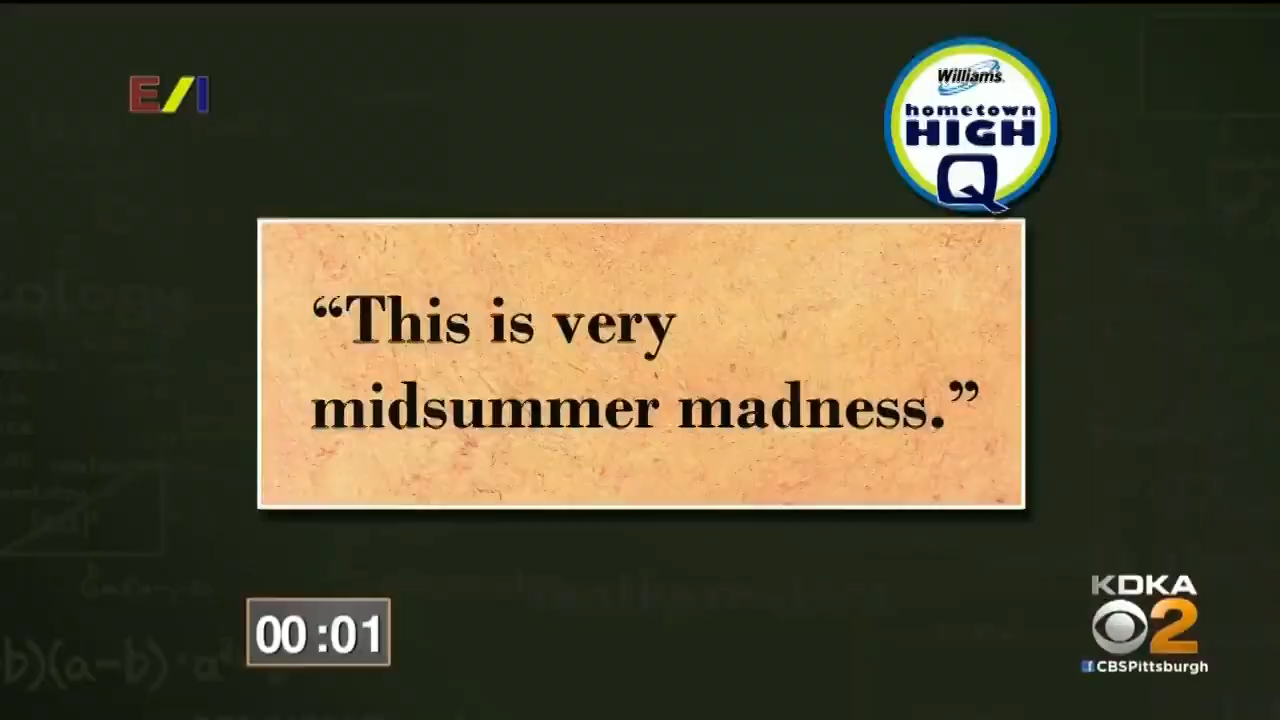 E/I
Williams
hometown
HIGH
Q
“This is very
midsummer madness.”
00:01
KDKA
2
CBSPittsburgh
b)(a-b)